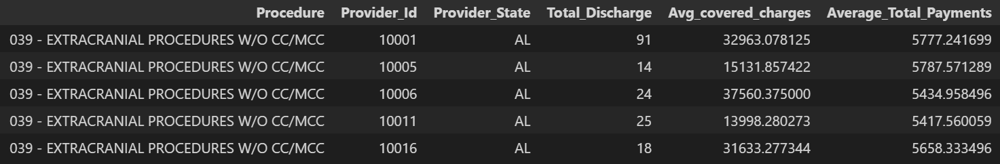 Procedure Provider_Id Provider_State Total_Discharge Avg_covered_charges Average_Total_Payments
039 - EXTRACRANIAL PROCEDURES W/O CC/MCC 10001 AL 91 32963.078125 5777.241699
039 - EXTRACRANIAL PROCEDURES W/O CC/MCC 10005 AL 14 15131.857422 5787.571289
039 - EXTRACRANIAL PROCEDURES W/O CC/MCC 10006 AL 24 37560.375000 5434.958496
039 - EXTRACRANIAL PROCEDURES W/O CC/MCC 10011 AL 25 13998.280273 5417.560059
039 - EXTRACRANIAL PROCEDURES W/O CC/MCC 10016 AL 18 31633.277344 5658.333496